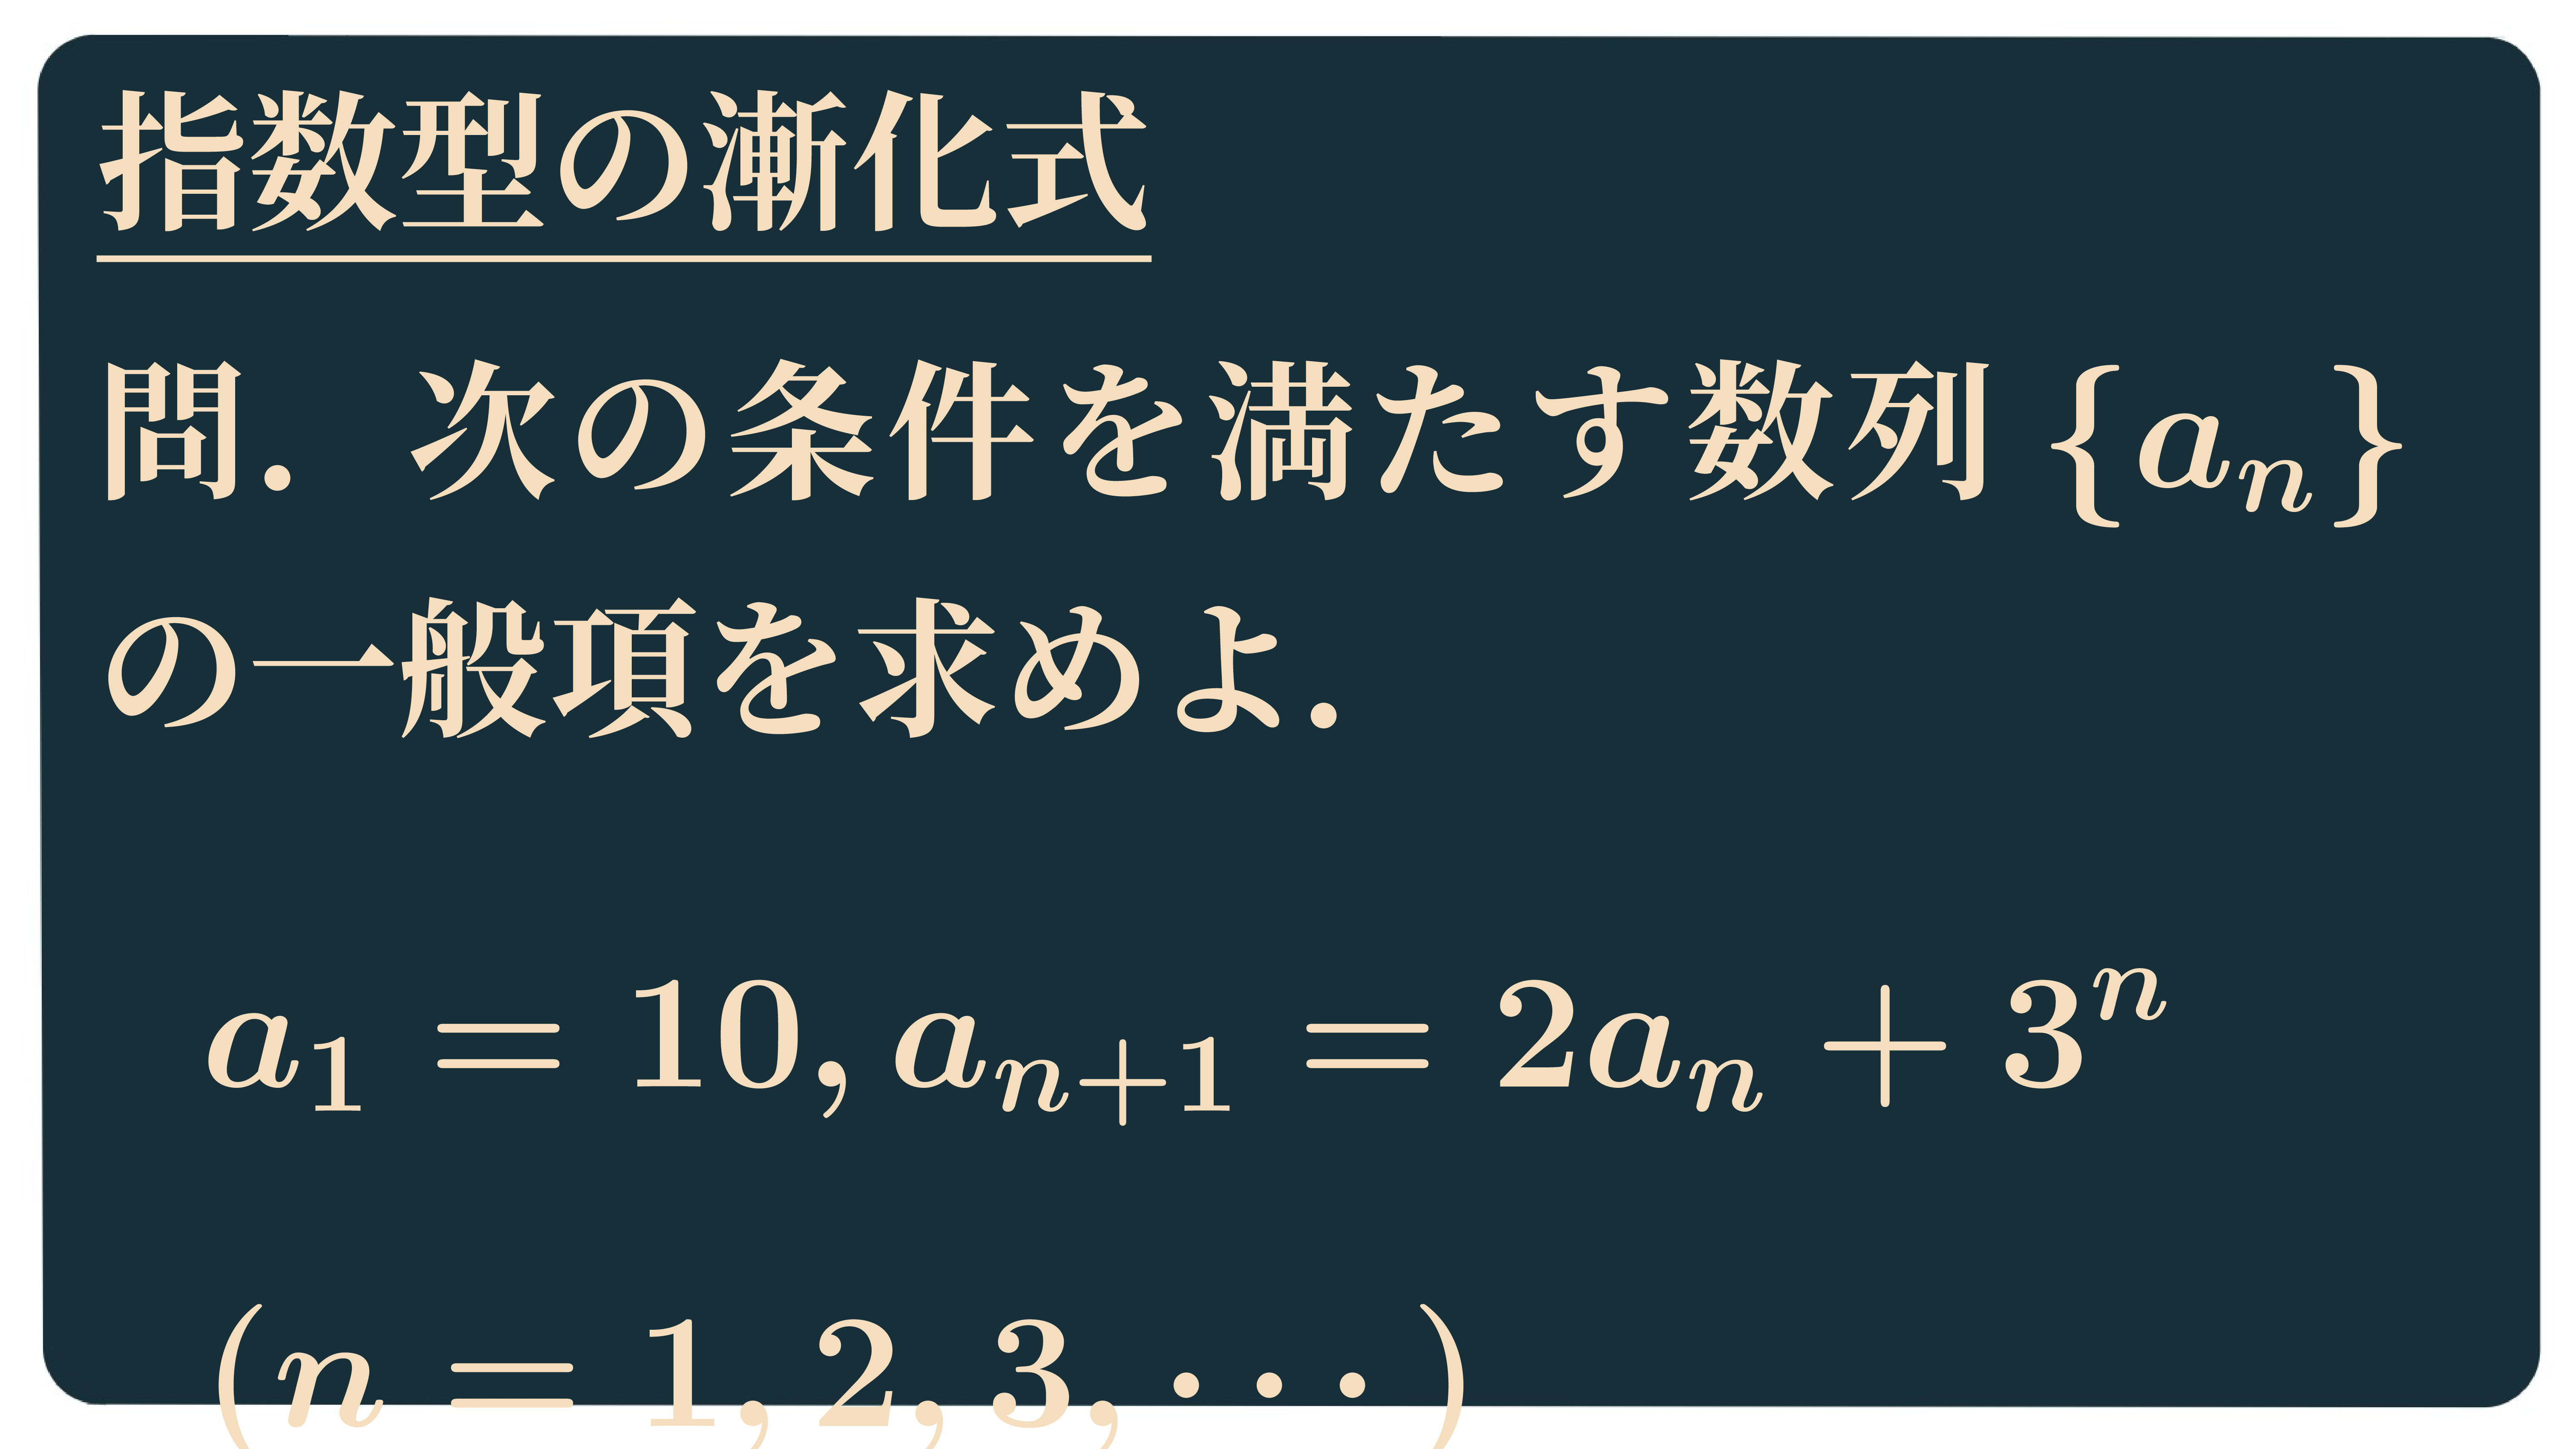 指数型の漸化式
問. 次の条件を満たす数列 {aₙ}
の一般項を求めよ.
a₁ = 10, aₙ₊₁ = 2aₙ + 3ⁿ
(n = 1, 2, 3, ･･･)